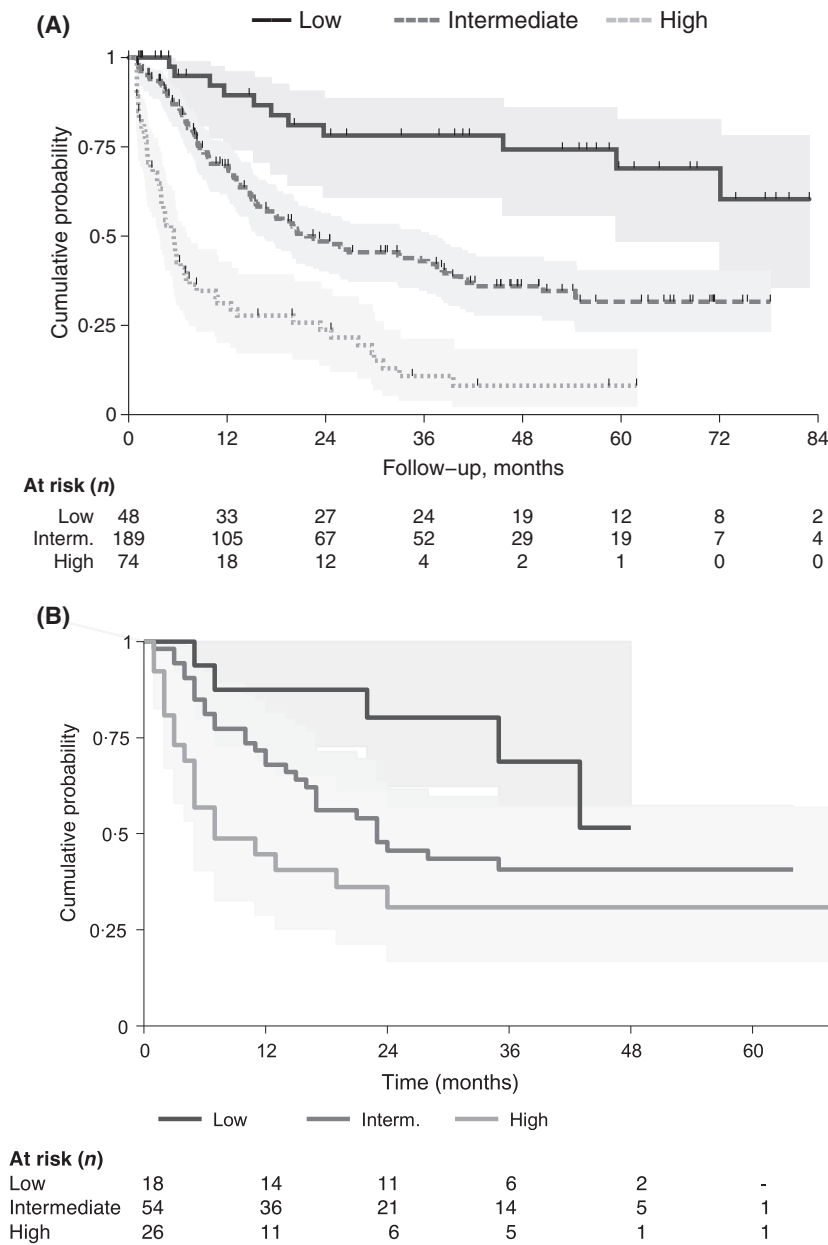 (A)
Low Intermediate High
1
0·75
0·5
0·25
0
Cumulative probability
0 12 24 36 48 60 72 84
Follow–up, months
At risk (n)
Low 48 33 27 24 19 12 8 2
Interm. 189 105 67 52 29 19 7 4
High 74 18 12 4 2 1 0 0
(B)
1
0·75
0·5
0·25
0
Cumulative probability
0 12 24 36 48 60
Time (months)
Low Interm. High
At risk (n)
Low 18 14 11 6 2 -
Intermediate 54 36 21 14 5 1
High 26 11 6 5 1 1